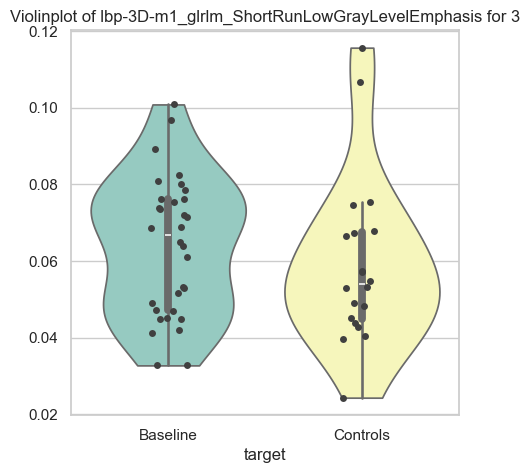 Violinplot of lbp-3D-m1_glrlm_ShortRunLowGrayLevelEmphasis for 3
0.12
0.10
0.08
0.06
0.04
0.02
Baseline Controls
target